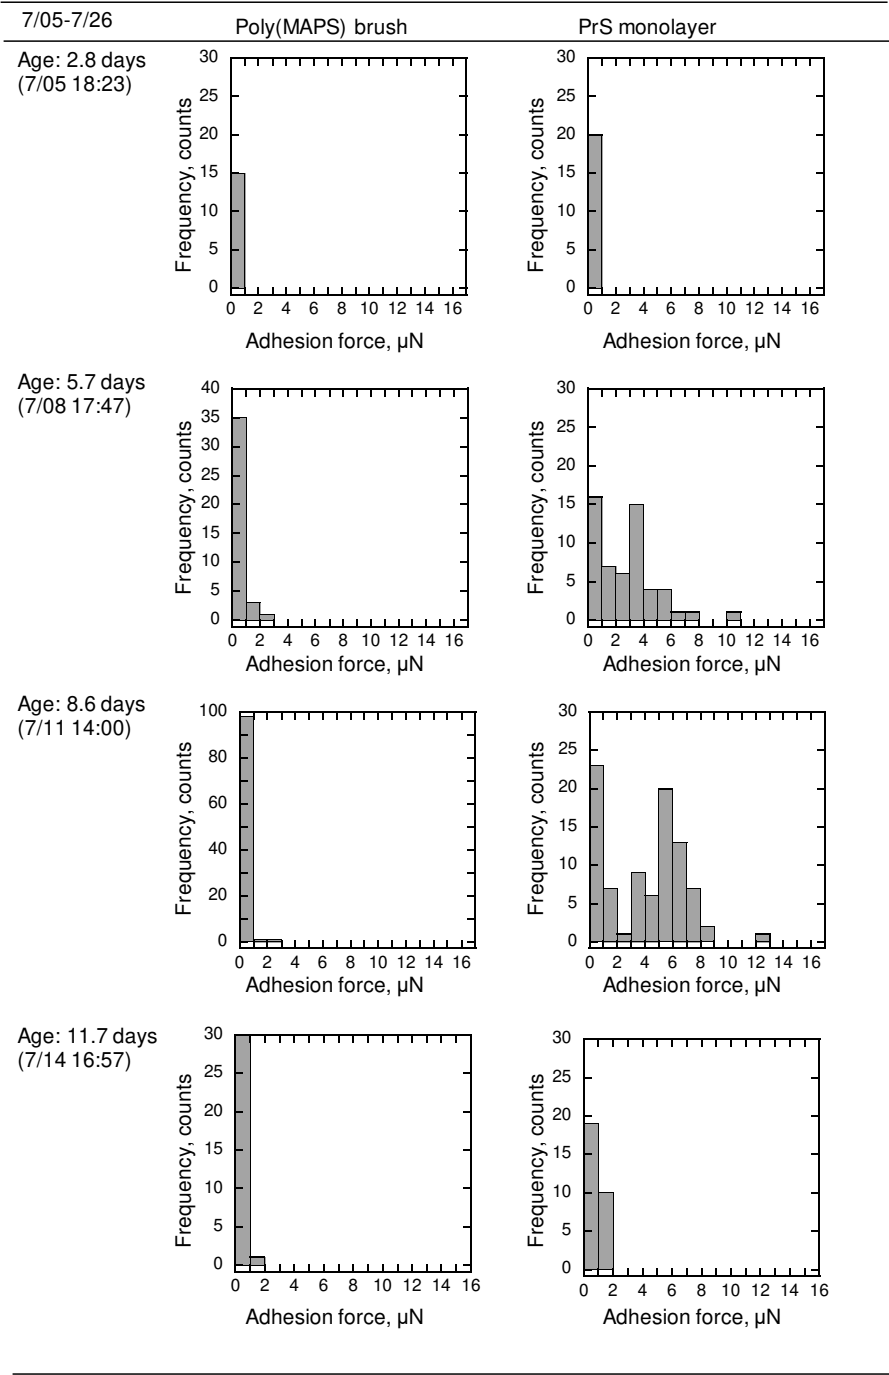 7/05-7/26
Poly(MAPS) brush
PrS monolayer
Age: 2.8 days
(7/05 18:23)
Frequency, counts
30
25
20
15
10
5
0
0 2 4 6 8 10 12 14 16
Adhesion force, µN
Frequency, counts
30
25
20
15
10
5
0
0 2 4 6 8 10 12 14 16
Adhesion force, µN
Age: 5.7 days
(7/08 17:47)
Frequency, counts
40
35
30
25
20
15
10
5
0
0 2 4 6 8 10 12 14 16
Adhesion force, µN
Frequency, counts
30
25
20
15
10
5
0
0 2 4 6 8 10 12 14 16
Adhesion force, µN
Age: 8.6 days
(7/11 14:00)
Frequency, counts
100
80
60
40
20
0
0 2 4 6 8 10 12 14 16
Adhesion force, µN
Frequency, counts
30
25
20
15
10
5
0
0 2 4 6 8 10 12 14 16
Adhesion force, µN
Age: 11.7 days
(7/14 16:57)
Frequency, counts
30
25
20
15
10
5
0
0 2 4 6 8 10 12 14 16
Adhesion force, µN
Frequency, counts
30
25
20
15
10
5
0
0 2 4 6 8 10 12 14 16
Adhesion force, µN